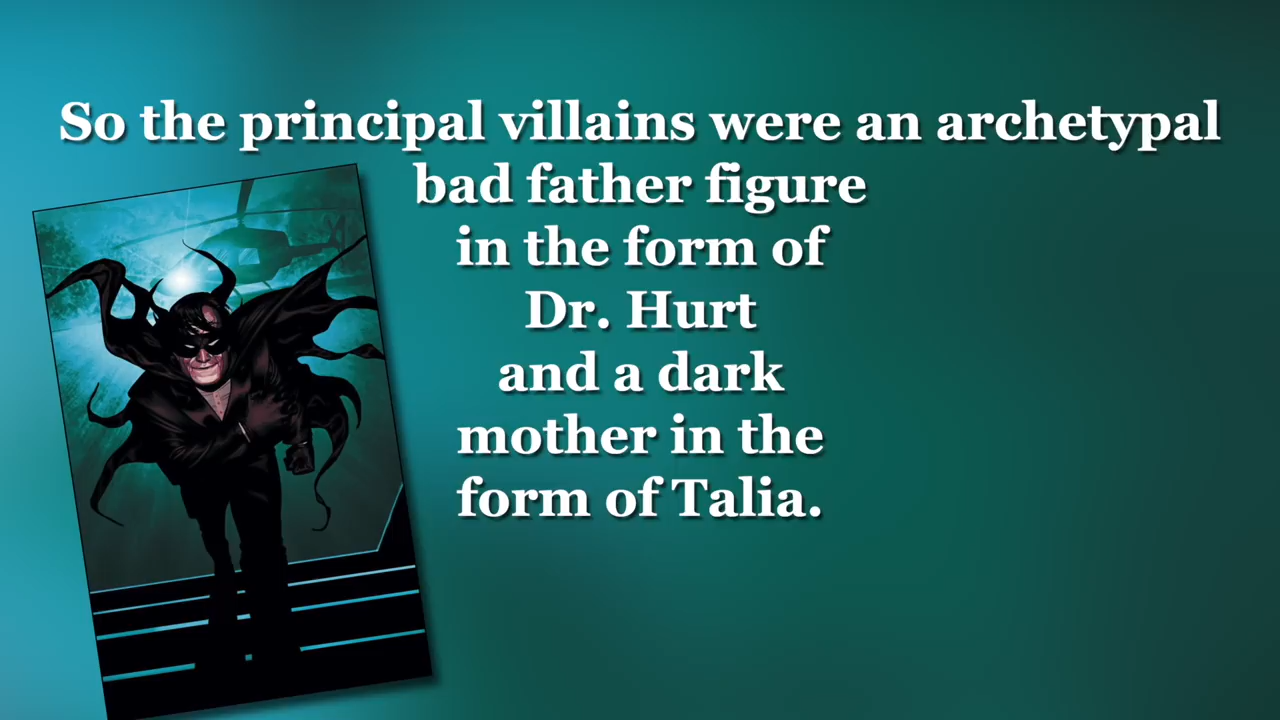 So the principal villains were an archetypal
bad father figure
in the form of
Dr. Hurt
and a dark
mother in the
form of Talia.